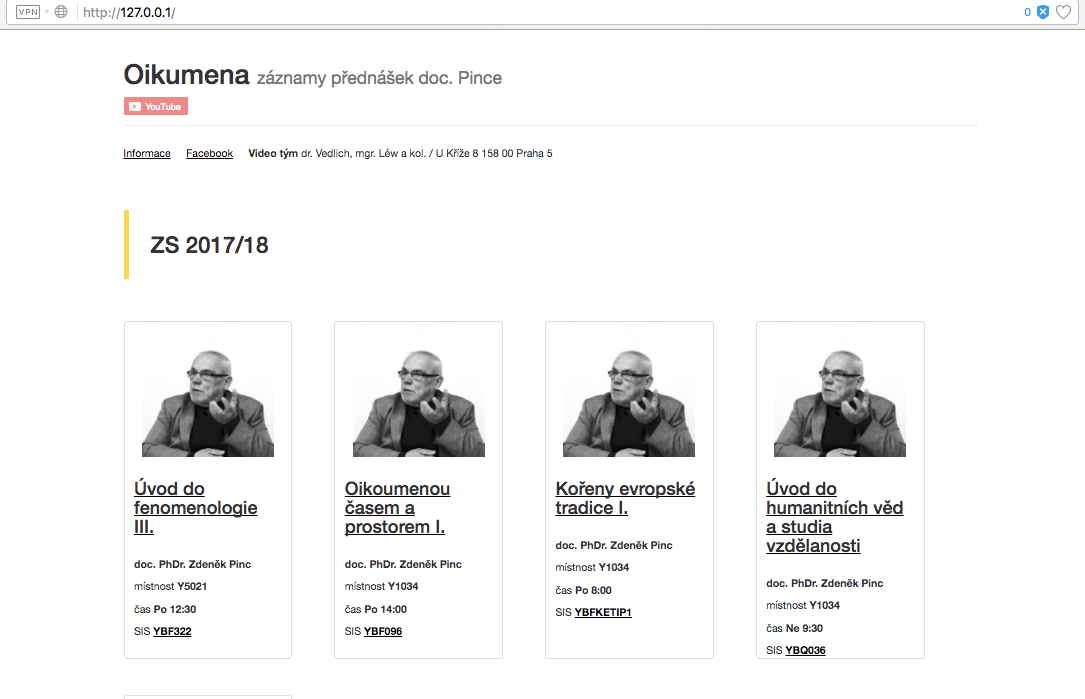 VPN http://127.0.0.1/ 0
Oikumena záznamy přednášek doc. Pince
YouTube
Informace Facebook Video tým dr. Vedlich, mgr. Léw a kol. / U Kříže 8 158 00 Praha 5
ZS 2017/18
Úvod do
fenomenologie
III.
doc. PhDr. Zdeněk Pinc
místnost Y5021
čas Po 12:30
SIS YBF322
Oikoumenou
časem a
prostorem I.
doc. PhDr. Zdeněk Pinc
místnost Y1034
čas Po 14:00
SIS YBF096
Kořeny evropské
tradice I.
doc. PhDr. Zdeněk Pinc
místnost Y1034
čas Po 8:00
SIS YBFKETIP1
Úvod do
humanitních věd
a studia
vzdělanosti
doc. PhDr. Zdeněk Pinc
místnost Y1034
čas Ne 9:30
SIS YBQ036